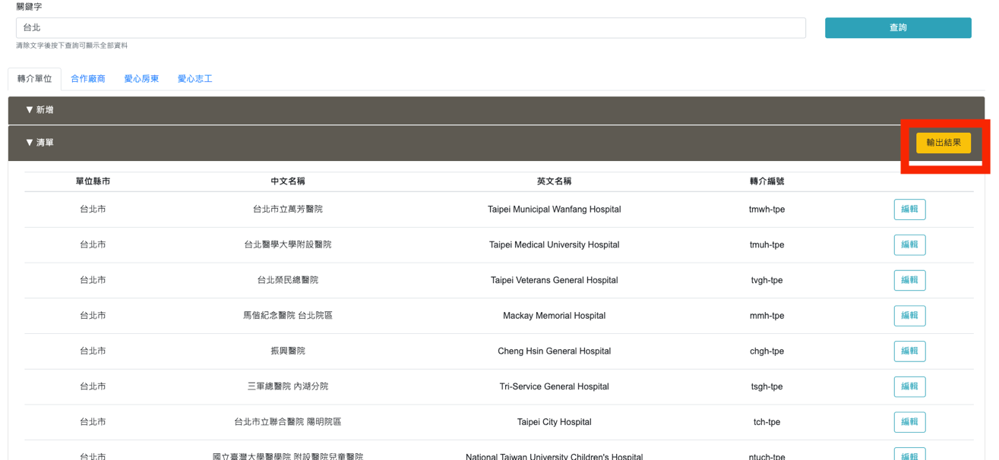 關鍵字
台北
查詢
清除文字後按下查詢可顯示全部資料
轉介單位 合作廠商 愛心房東 愛心志工
▼ 新增
▼ 清單 輸出結果
單位縣市 中文名稱 英文名稱 轉介編號
台北市 台北市立萬芳醫院 Taipei Municipal Wanfang Hospital tmwh-tpe 編輯
台北市 台北醫學大學附設醫院 Taipei Medical University Hospital tmuh-tpe 編輯
台北市 台北榮民總醫院 Taipei Veterans General Hospital tvgh-tpe 編輯
台北市 馬偕紀念醫院 台北院區 Mackay Memorial Hospital mmh-tpe 編輯
台北市 振興醫院 Cheng Hsin General Hospital chgh-tpe 編輯
台北市 三軍總醫院 內湖分院 Tri-Service General Hospital tsgh-tpe 編輯
台北市 台北市立聯合醫院 陽明院區 Taipei City Hospital tch-tpe 編輯
台北市 國立臺灣大學醫學院 附設醫院兒童醫院 National Taiwan University Children's Hospital ntuch-tpe 編輯